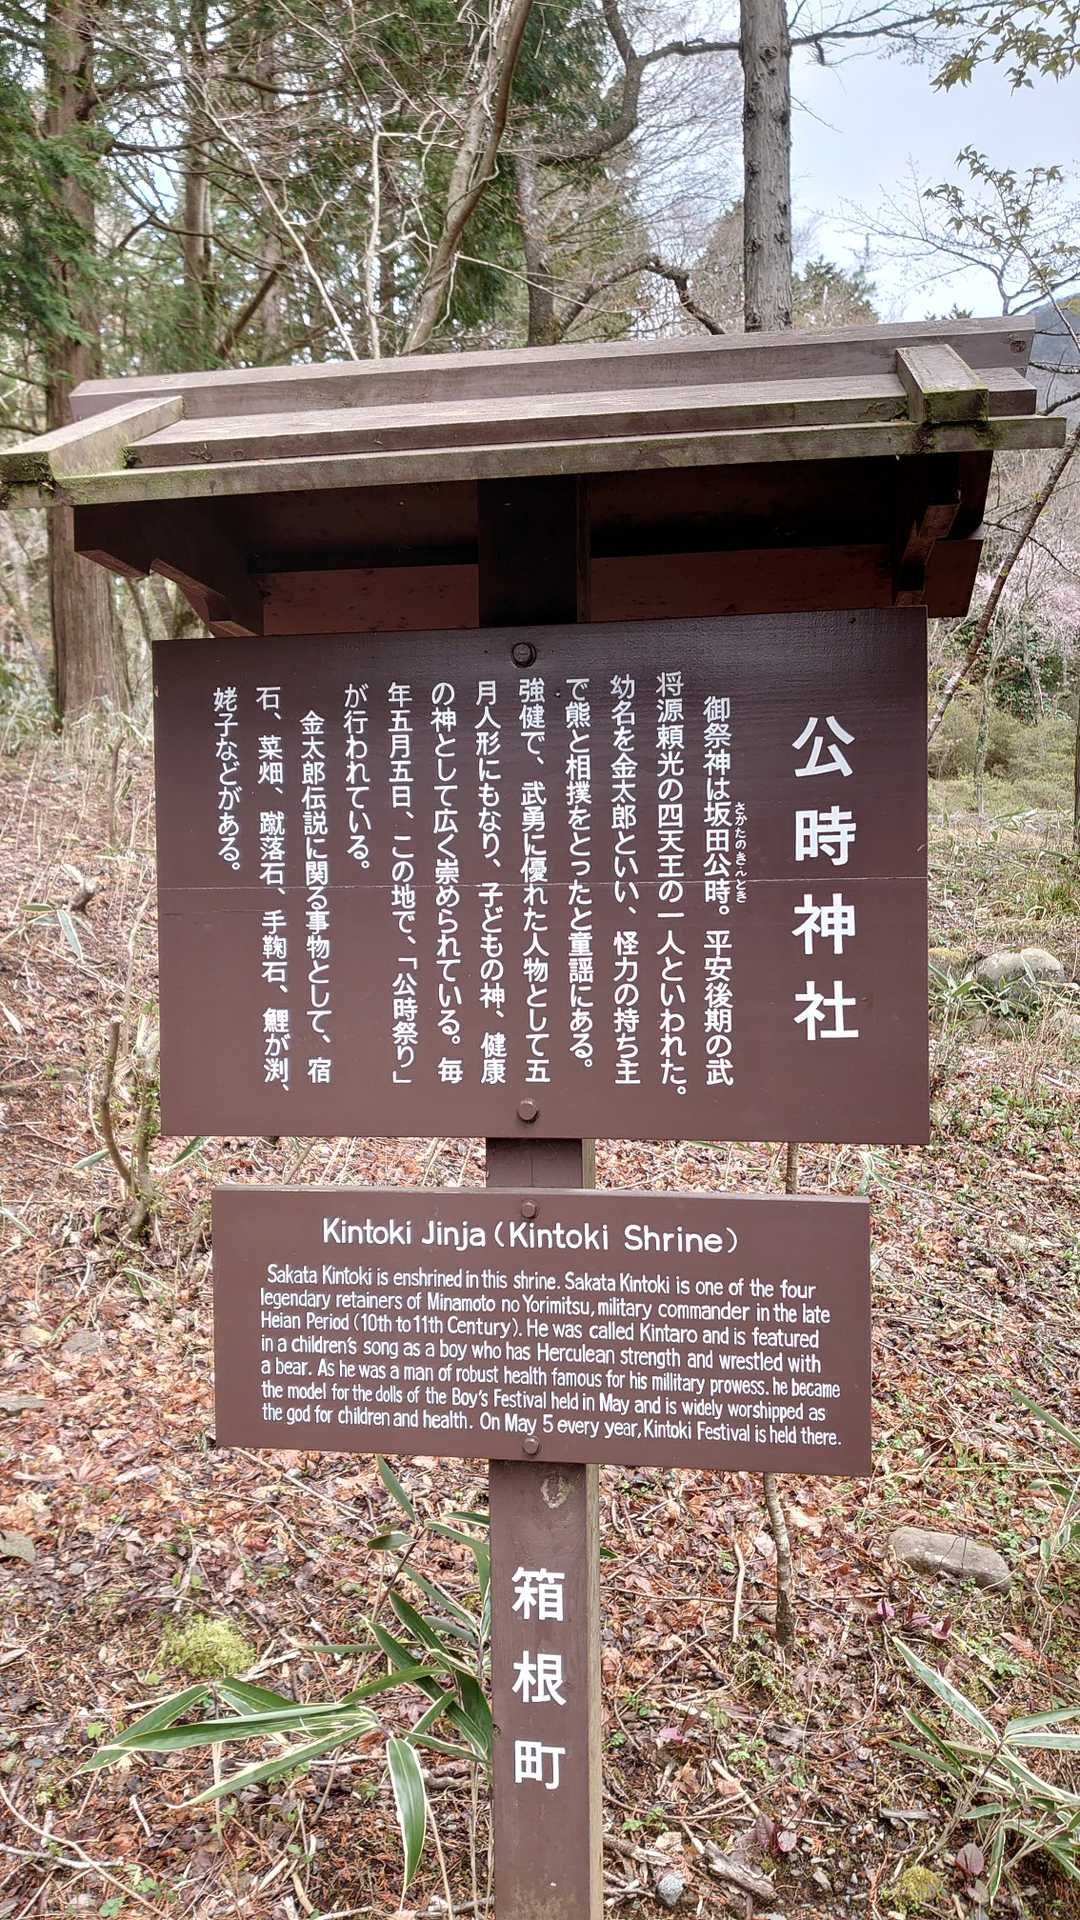 公時神社
御祭神は坂田公時。平安後期の武
さかたのきんとき
将源頼光の四天王の一人といわれた。
幼名を金太郎といい、怪力の持ち主
で熊と相撲をとったと童謡にある。
強健で、武勇に優れた人物として五
月人形にもなり、子どもの神、健康
の神として広く崇められている。毎
年五月五日、この地で、「公時祭り」
が行われている。
金太郎伝説に関る事物として、宿
石、菜畑、蹴落石、手鞠石、鯉が渕、
姥子などがある。
Kintoki Jinja (Kintoki Shrine)
Sakata Kintoki is enshrined in this shrine. Sakata Kintoki is one of the four
legendary retainers of Minamoto no Yorimitsu, military commander in the late
Heian Period (10th to 11th Century). He was called Kintaro and is featured
in a children's song as a boy who has Herculean strength and wrestled with
a bear. As he was a man of robust health famous for his millitary prowess. he became
the model for the dolls of the Boy's Festival held in May and is widely worshipped as
the god for children and health. On May 5 every year, Kintoki Festival is held there.
箱根町